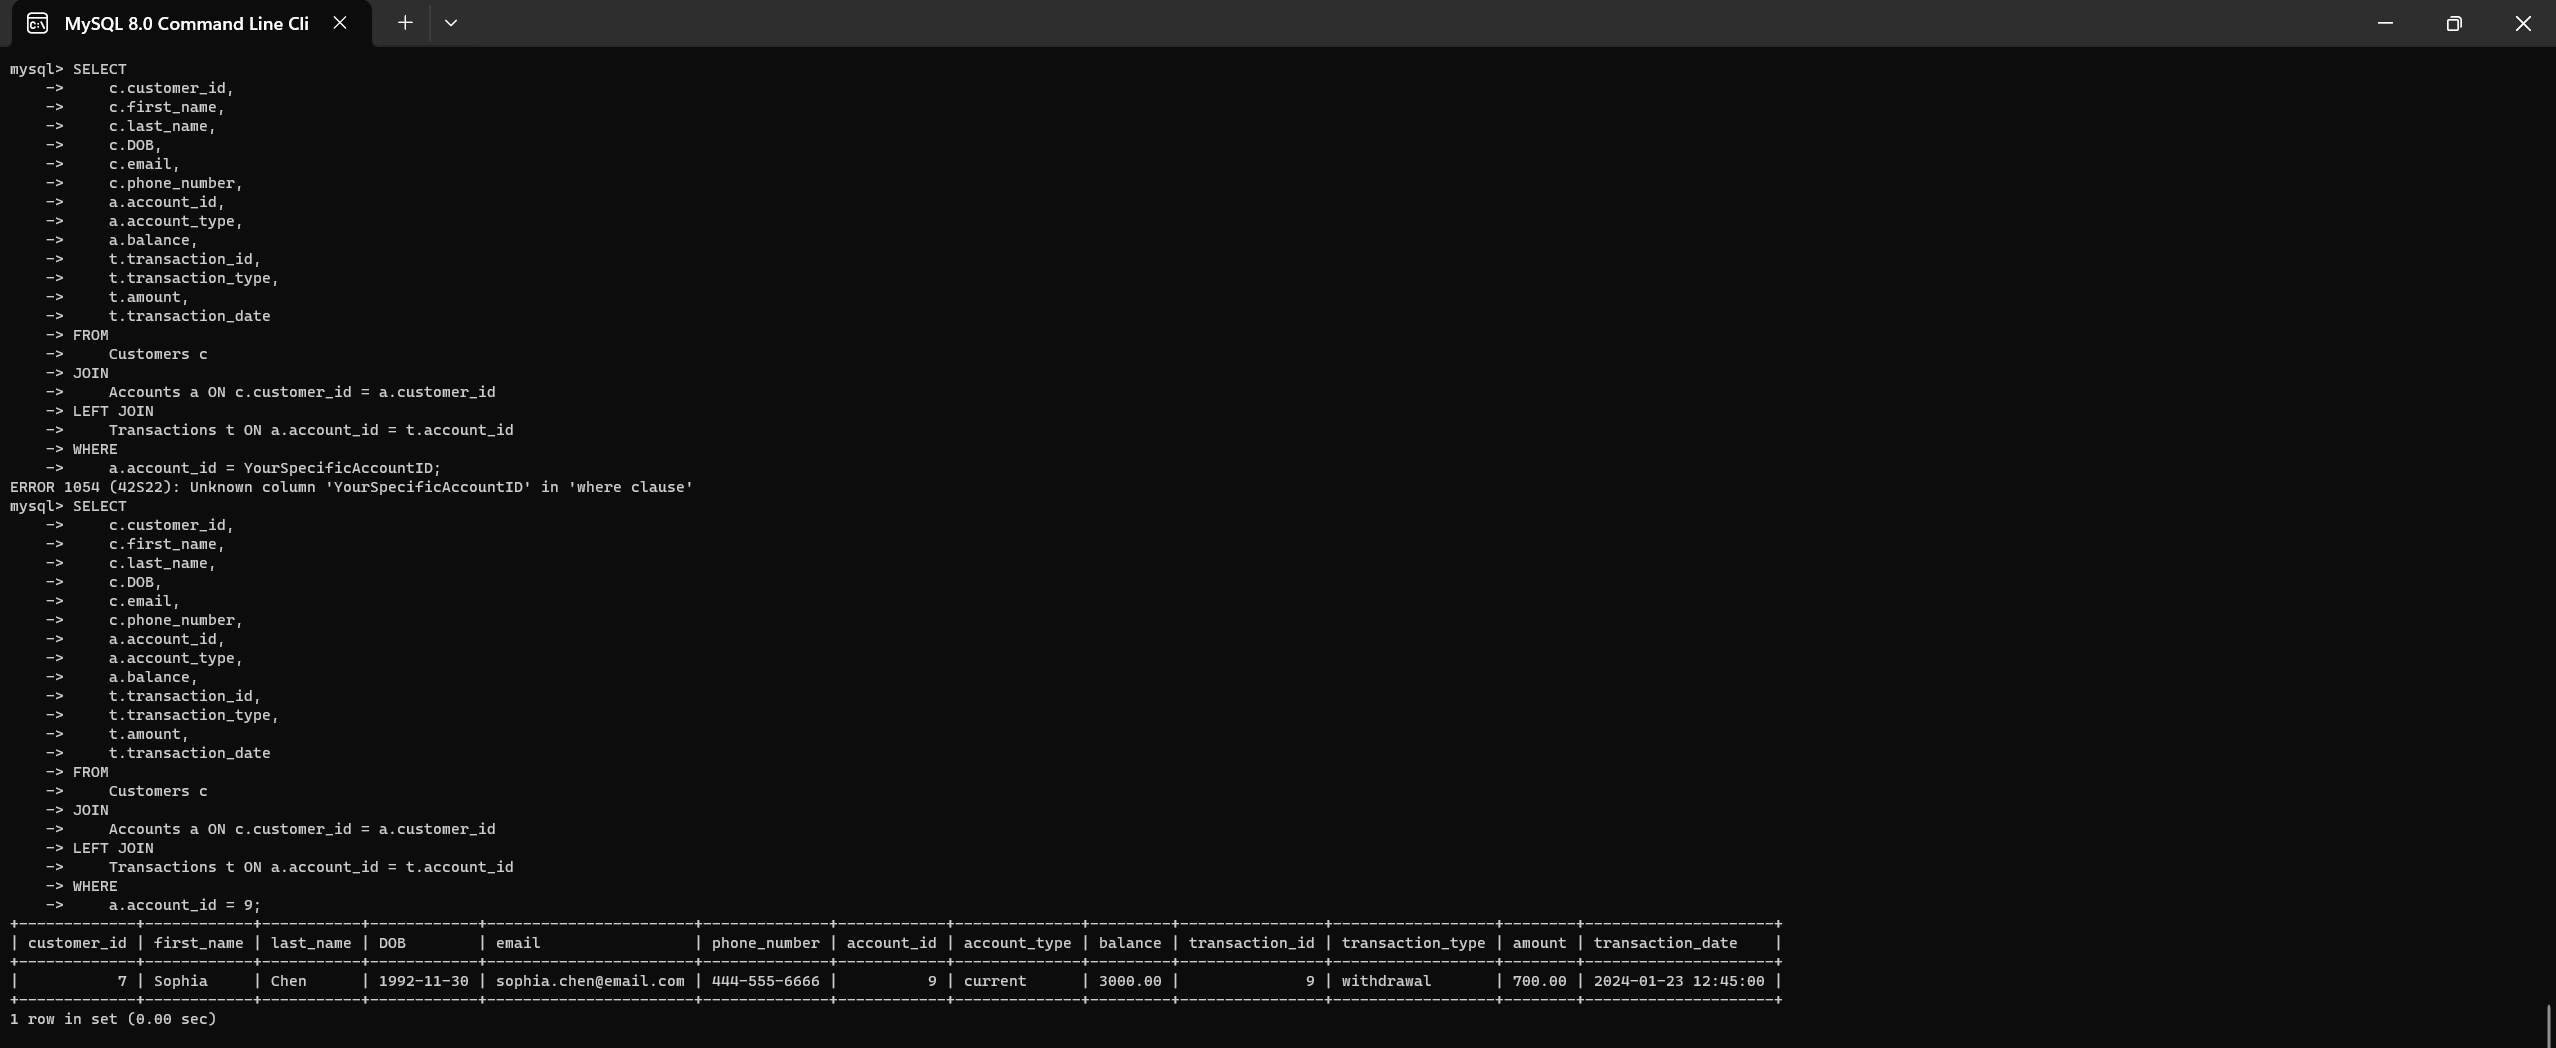 MySQL 8.0 Command Line Cli
mysql> SELECT
    ->     c.customer_id,
    ->     c.first_name,
    ->     c.last_name,
    ->     c.DOB,
    ->     c.email,
    ->     c.phone_number,
    ->     a.account_id,
    ->     a.account_type,
    ->     a.balance,
    ->     t.transaction_id,
    ->     t.transaction_type,
    ->     t.amount,
    ->     t.transaction_date
    -> FROM
    ->     Customers c
    -> JOIN
    ->     Accounts a ON c.customer_id = a.customer_id
    -> LEFT JOIN
    ->     Transactions t ON a.account_id = t.account_id
    -> WHERE
    ->     a.account_id = YourSpecificAccountID;
ERROR 1054 (42S22): Unknown column 'YourSpecificAccountID' in 'where clause'
mysql> SELECT
    ->     c.customer_id,
    ->     c.first_name,
    ->     c.last_name,
    ->     c.DOB,
    ->     c.email,
    ->     c.phone_number,
    ->     a.account_id,
    ->     a.account_type,
    ->     a.balance,
    ->     t.transaction_id,
    ->     t.transaction_type,
    ->     t.amount,
    ->     t.transaction_date
    -> FROM
    ->     Customers c
    -> JOIN
    ->     Accounts a ON c.customer_id = a.customer_id
    -> LEFT JOIN
    ->     Transactions t ON a.account_id = t.account_id
    -> WHERE
    ->     a.account_id = 9;
+-------------+------------+-----------+------------+-----------------------+--------------+------------+--------------+---------+----------------+------------------+--------+---------------------+
| customer_id | first_name | last_name | DOB        | email                 | phone_number | account_id | account_type | balance | transaction_id | transaction_type | amount | transaction_date    |
+-------------+------------+-----------+------------+-----------------------+--------------+------------+--------------+---------+----------------+------------------+--------+---------------------+
|           7 | Sophia     | Chen      | 1992-11-30 | sophia.chen@email.com | 444-555-6666 |          9 | current      | 3000.00 |              9 | withdrawal       | 700.00 | 2024-01-23 12:45:00 |
+-------------+------------+-----------+------------+-----------------------+--------------+------------+--------------+---------+----------------+------------------+--------+---------------------+
1 row in set (0.00 sec)